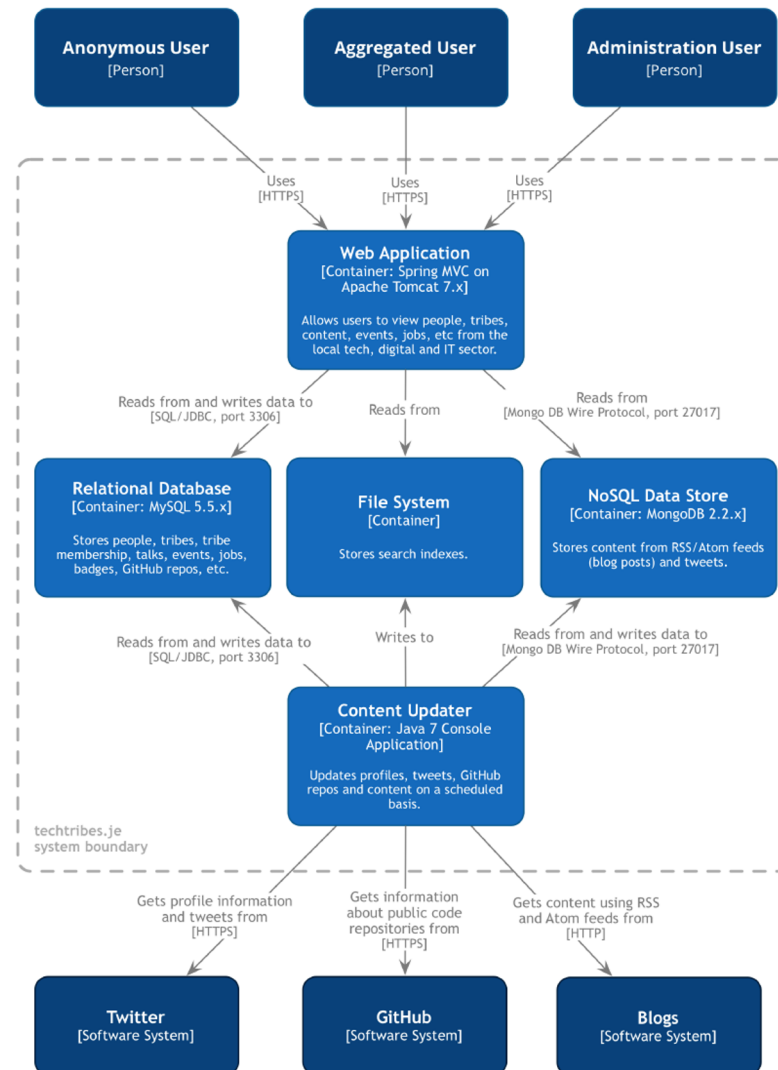 Anonymous User
[Person]
Aggregated User
[Person]
Administration User
[Person]
Uses
[HTTPS]
Uses
[HTTPS]
Uses
[HTTPS]
Web Application
[Container: Spring MVC on
Apache Tomcat 7.x]
Allows users to view people, tribes,
content, events, jobs, etc from the
local tech, digital and IT sector.
Reads from and writes data to
[SQL/JDBC, port 3306]
Reads from
Reads from
[Mongo DB Wire Protocol, port 27017]
Relational Database
[Container: MySQL 5.5.x]
Stores people, tribes, tribe
membership, talks, events, jobs,
badges, GitHub repos, etc.
File System
[Container]
Stores search indexes.
NoSQL Data Store
[Container: MongoDB 2.2.x]
Stores content from RSS/Atom feeds
(blog posts) and tweets.
Reads from and writes data to
[SQL/JDBC, port 3306]
Writes to
Reads from and writes data to
[Mongo DB Wire Protocol, port 27017]
Content Updater
[Container: Java 7 Console
Application]
Updates profiles, tweets, GitHub
repos and content on a scheduled
basis.
techtribes.je
system boundary
Gets profile information
and tweets from
[HTTPS]
Gets information
about public code
repositories from
[HTTPS]
Gets content using RSS
and Atom feeds from
[HTTP]
Twitter
[Software System]
GitHub
[Software System]
Blogs
[Software System]